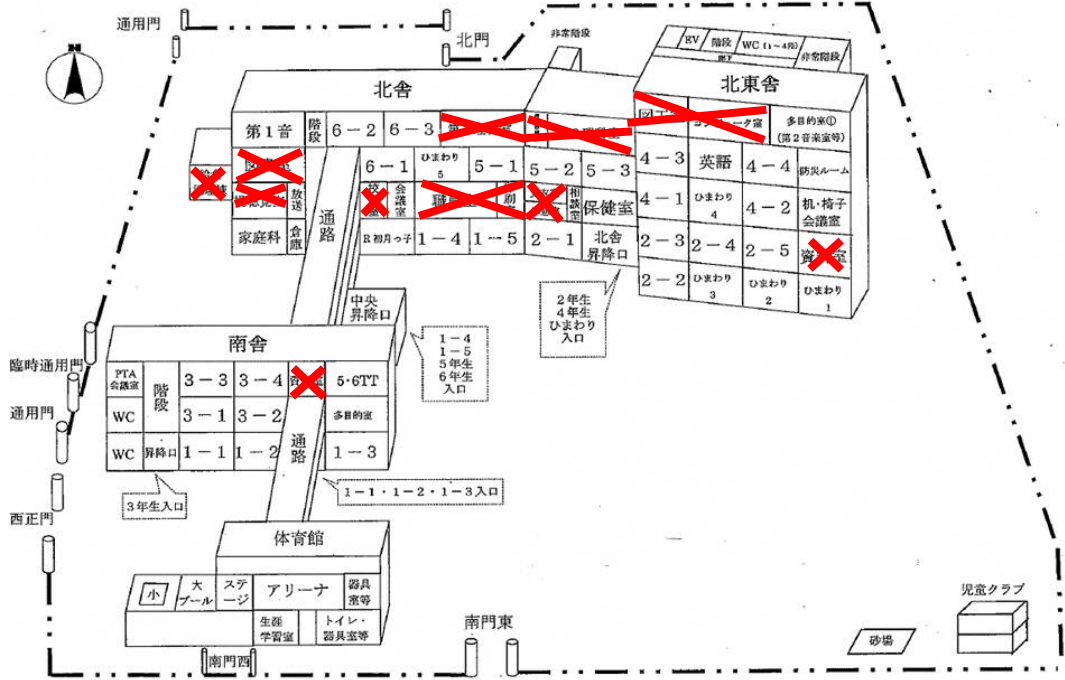 通用門
北門
非常階段
EV
階段
WC (1~4階)
非常階段
北舎
北東舎
第1音
階段
6-2
6-3
多目的室①
(第2音楽室等)
6-1
ひまわり
5
5-1
5-2
5-3
4-3
英語
4-4
防災ルーム
放送
会議室
相談室
保健室
4-1
ひまわり
4
4-2
机・椅子
会議室
家庭科
倉庫
通路
R初月っ子
1-4
1-5
2-1
北舎
昇降口
2-3
2-4
2-5
2-2
ひまわり
3
ひまわり
2
ひまわり
1
中央
昇降口
2年生
4年生
ひまわり
入口
1-4
1-5
5年生
6年生
入口
南舎
臨時通用門
PTA
会議室
階段
3-3
3-4
5・6TT
通用門
WC
3-1
3-2
多目的室
WC
昇降口
1-1
1-2
通路
1-3
3年生入口
1-1・1-2・1-3入口
西正門
体育館
小
大
プール
ステ
ージ
アリーナ
器具
室等
生涯
学習室
トイレ・
器具室等
南門西
南門東
砂場
児童クラブ